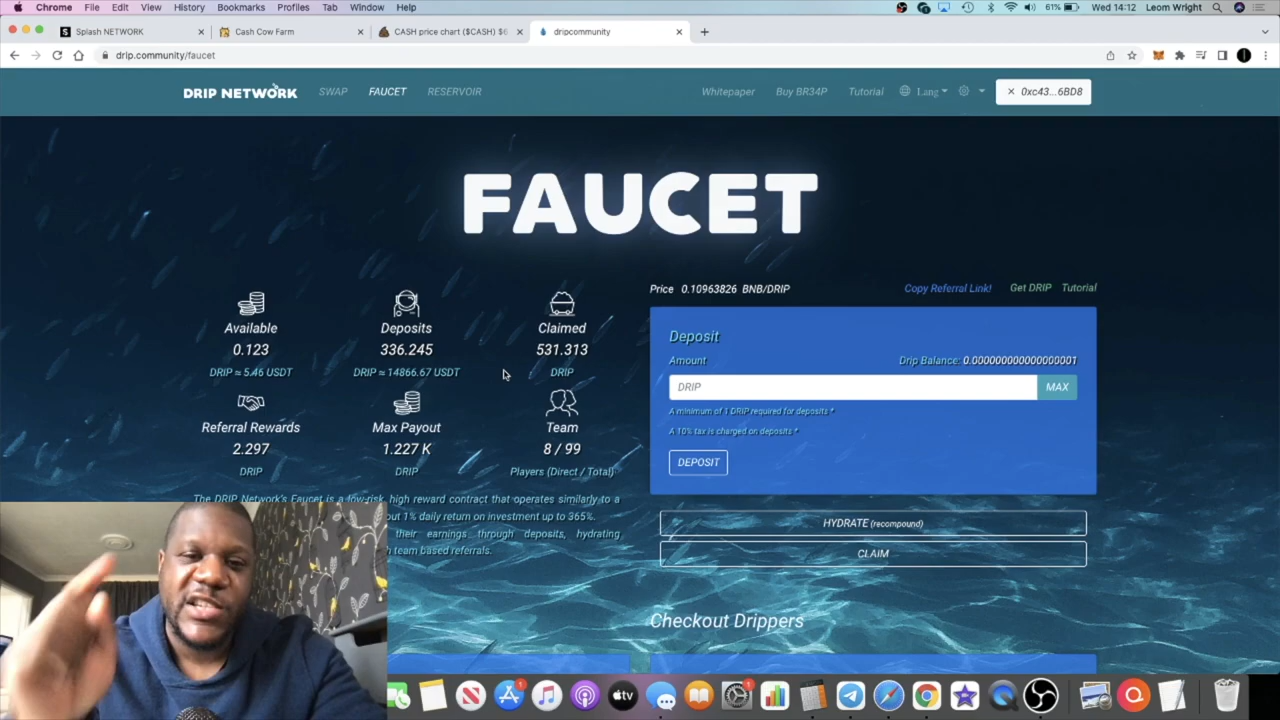 Chrome File Edit View History Bookmarks Profiles Tab Window Help 61% Wed 14:12 Leom Wright
Splash NETWORK Cash Cow Farm CASH price chart ($CASH) $6 dripcommunity
drip.community/faucet
DRIP NETWORK SWAP FAUCET RESERVOIR Whitepaper Buy BR34P Tutorial Lang 0xc43...6BD8
FAUCET
Price 0.10963826 BNB/DRIP Copy Referral Link! Get DRIP Tutorial
Available Deposits Claimed
0.123 336.245 531.313
DRIP ≈ 5.46 USDT DRIP ≈ 14866.67 USDT DRIP
Referral Rewards Max Payout Team
2.297 1.227 K 8 / 99
DRIP DRIP Players (Direct / Total)
Deposit
Amount Drip Balance: 0.000000000000000001
DRIP MAX
A minimum of 1 DRIP required for deposits *
A 10% tax is charged on deposits *
DEPOSIT
The DRIP Network's Faucet is a low-risk, high reward contract that operates similarly to a
out 1% daily return on investment up to 365%.
their earnings through deposits, hydrating
team based referrals.
HYDRATE (recompound)
CLAIM
Checkout Drippers
tv